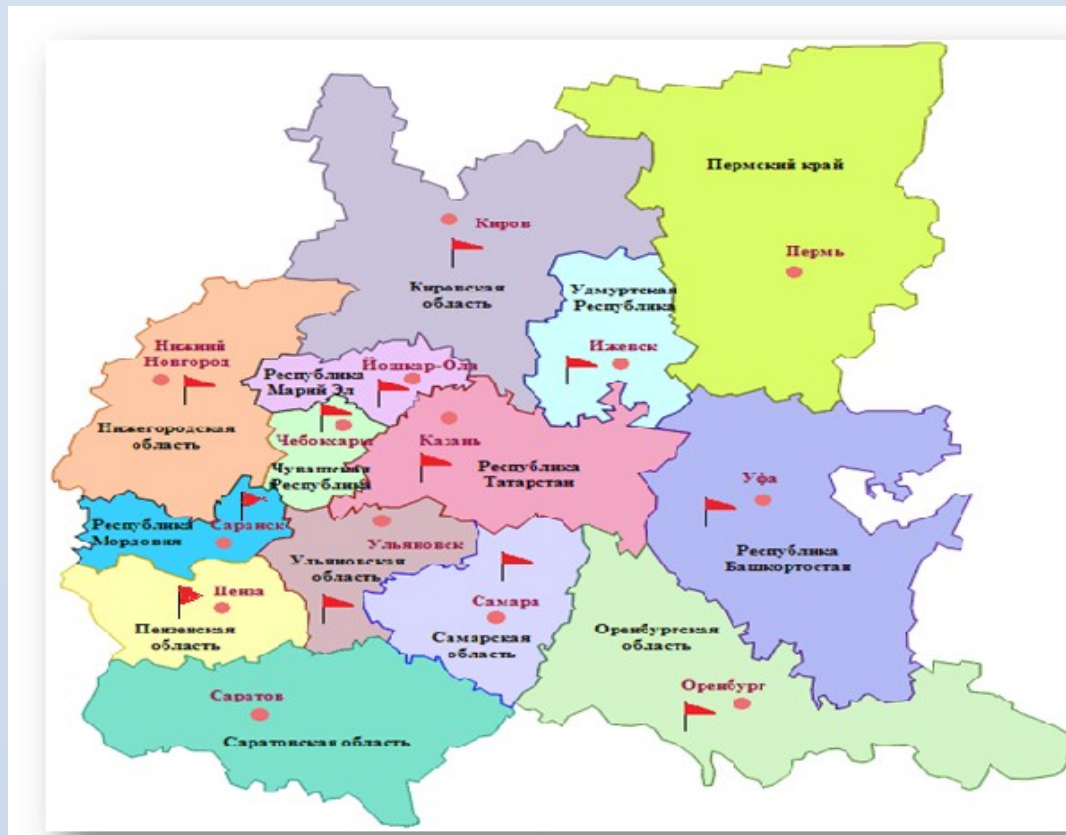 Пермский край
Киров
Пермь
Кировская
область
Удмуртская
Республика
Нижний
Новгород
Ижевск
Республика
Марий Эл
Йошкар-Ола
Нижегородская
область
Чебоксары
Казань
Чувашская
Республика
Республика
Татарстан
Уфа
Республика
Мордовия
Саранск
Ульяновск
Ульяновская
область
Республика
Башкортостан
Пенза
Самара
Пензенская
область
Самарская
область
Оренбургская
область
Саратов
Оренбург
Саратовская область